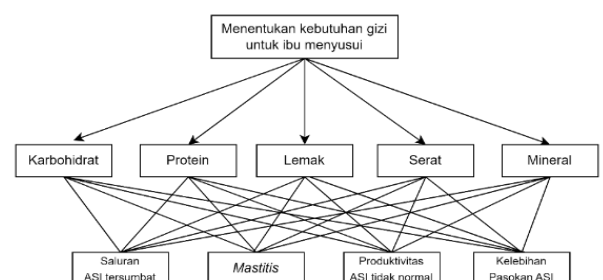 Menentukan kebutuhan gizi
untuk ibu menyusui
Karbohidrat
Protein
Lemak
Serat
Mineral
Saluran
ASI tersumbat
Mastitis
Produktivitas
ASI tidak normal
Kelebihan
Pasokan ASI